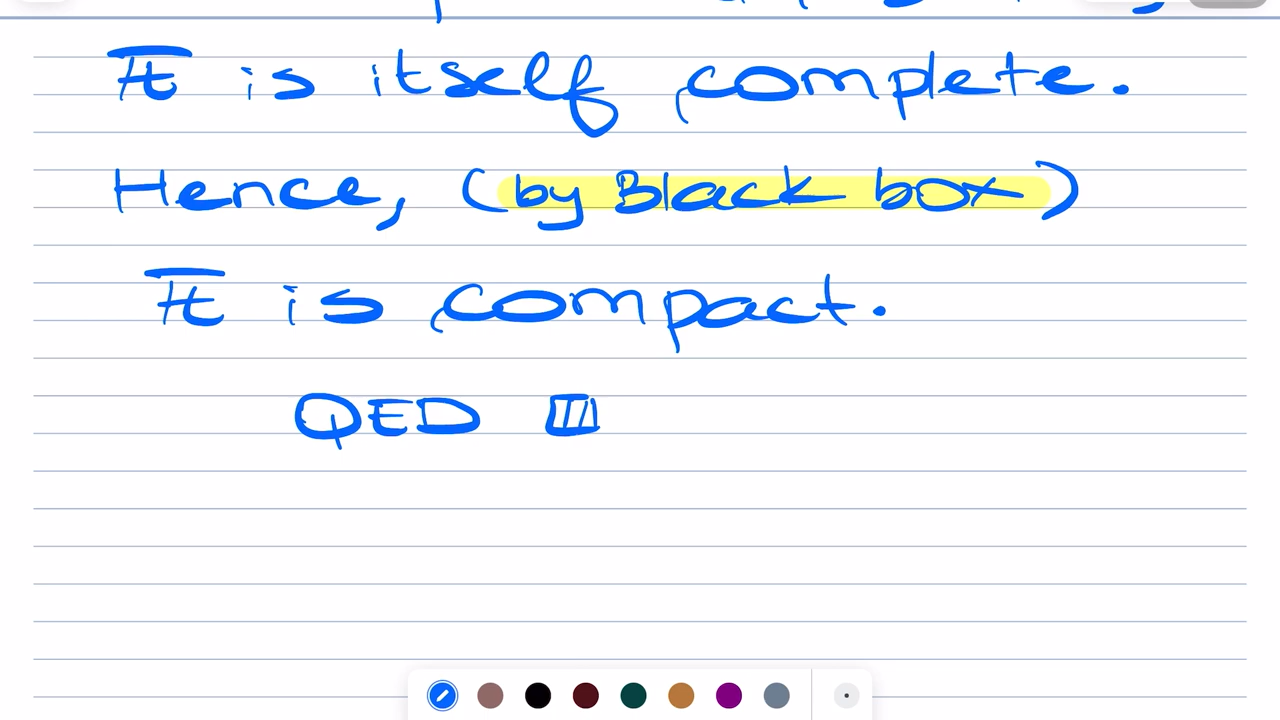 ℱ̅ is itself complete.
Hence, (by Black box)
ℱ̅ is compact.
QED